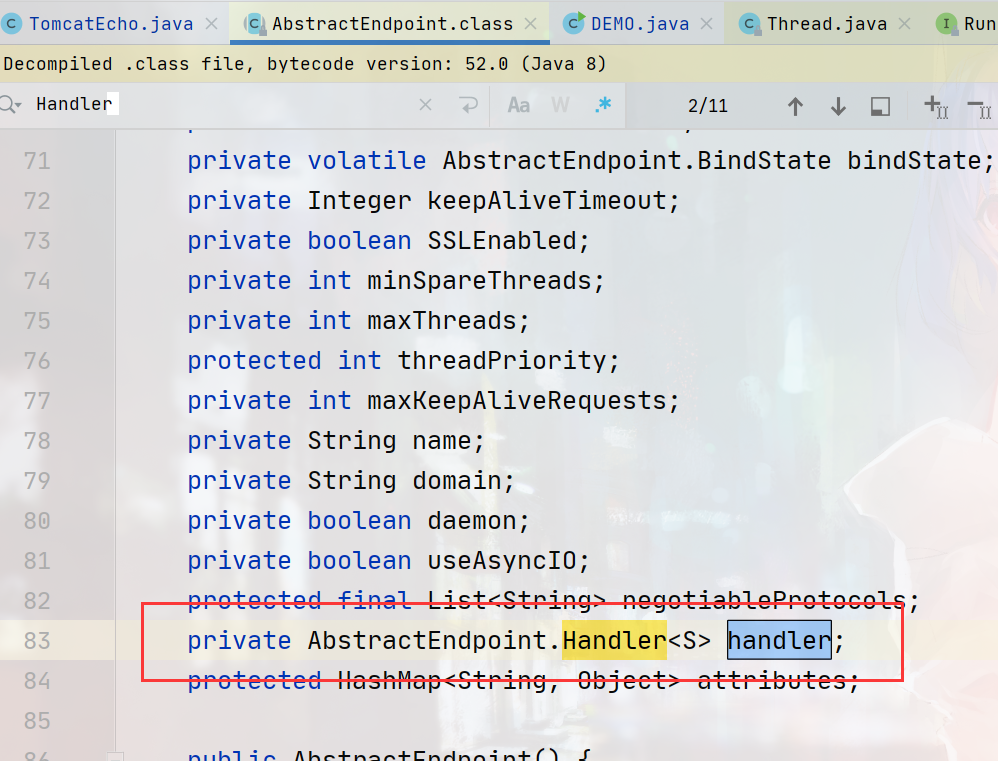 TomcatEcho.java AbstractEndpoint.class DEMO.java Thread.java Run
Decompiled .class file, bytecode version: 52.0 (Java 8)
Handler Aa W .* 2/11
71 private volatile AbstractEndpoint.BindState bindState;
72 private Integer keepAliveTimeout;
73 private boolean SSLEnabled;
74 private int minSpareThreads;
75 private int maxThreads;
76 protected int threadPriority;
77 private int maxKeepAliveRequests;
78 private String name;
79 private String domain;
80 private boolean daemon;
81 private boolean useAsyncIO;
82 protected final List<String> negotiableProtocols;
83 private AbstractEndpoint.Handler<S> handler;
84 protected HashMap<String, Object> attributes;
85
86 public AbstractEndpoint() {